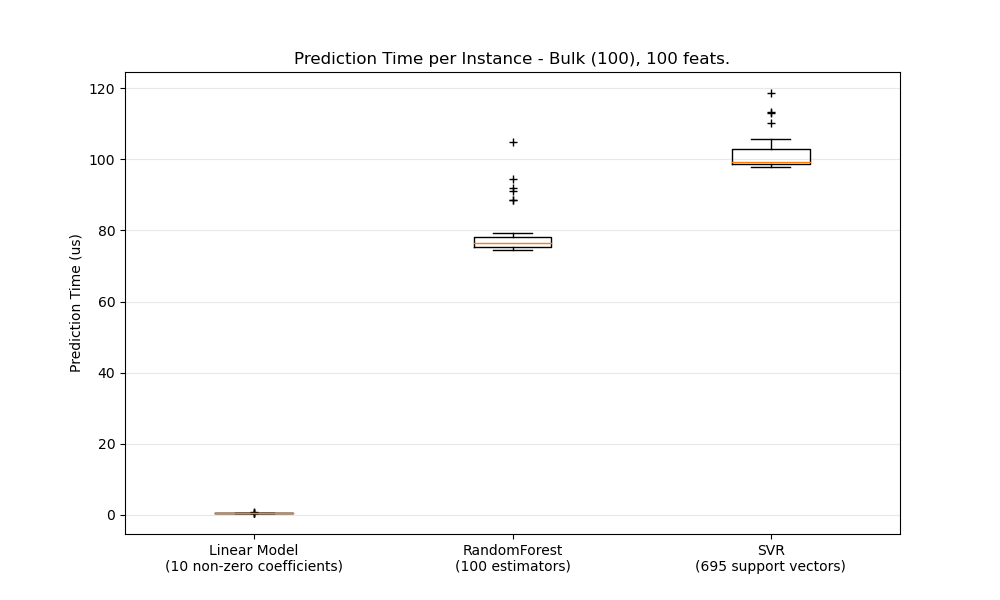 Prediction Time per Instance - Bulk (100), 100 feats.
120
100
80
60
40
20
0
Prediction Time (us)
Linear Model
(10 non-zero coefficients)
RandomForest
(100 estimators)
SVR
(695 support vectors)